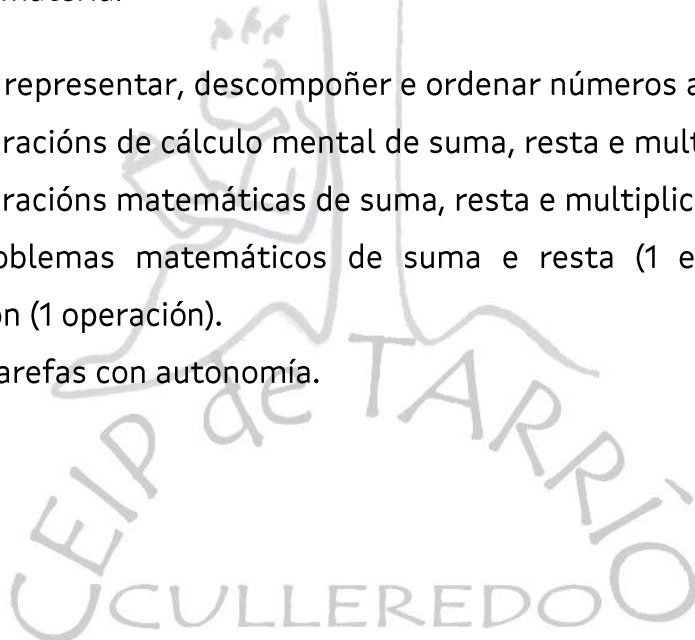 representar, descompoñer e ordenar números a
racións de cálculo mental de suma, resta e mult
racións matemáticas de suma, resta e multiplic
oblemas matemáticos de suma e resta (1 e
n (1 operación).
arefas con autonomía.
CEIP de TARRÍO
CULLEREDO